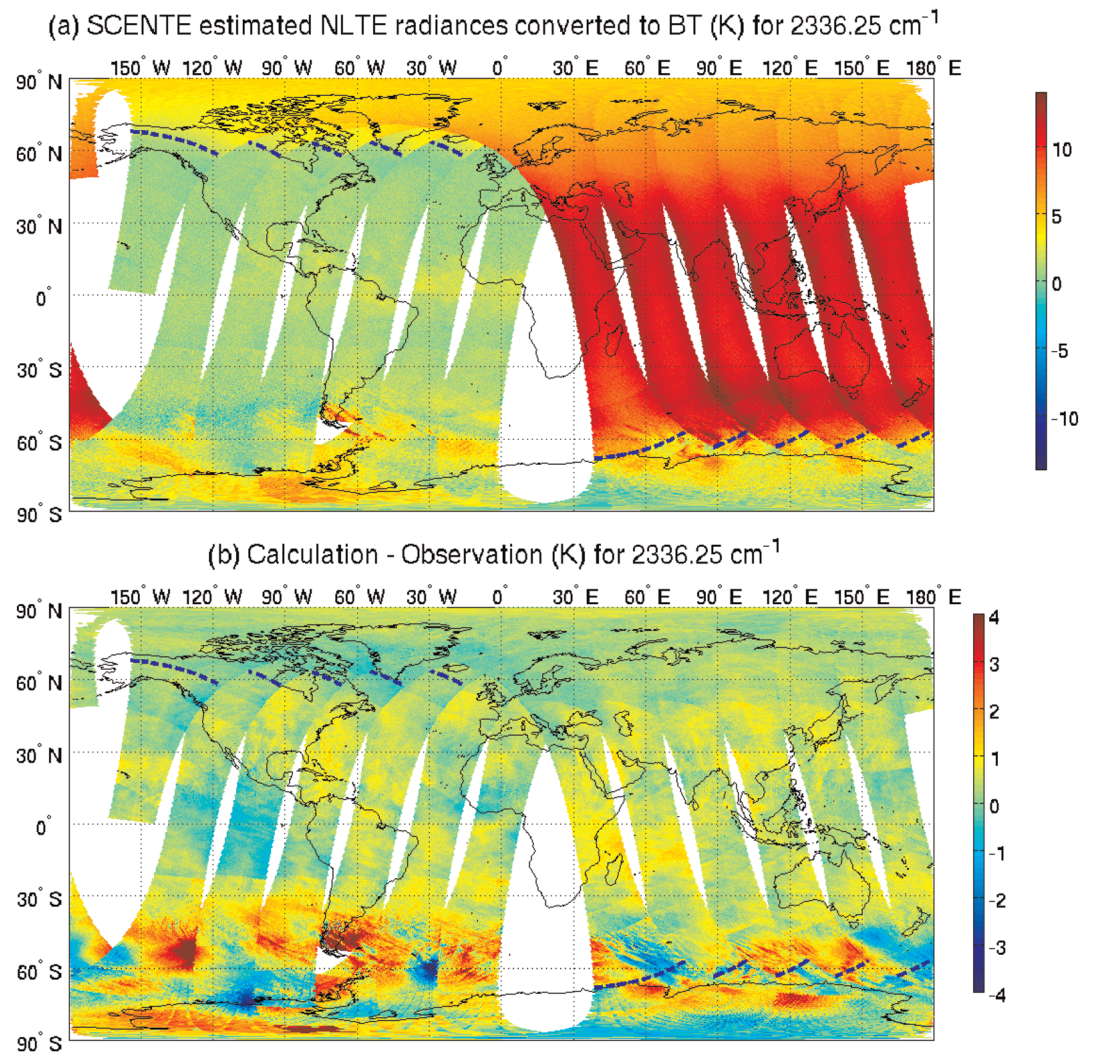 (a) SCENTE estimated NLTE radiances converted to BT (K) for 2336.25 cm⁻¹
150° W 120° W 90° W 60° W 30° W 0° 30° E 60° E 90° E 120° E 150° E 180° E
90° N
60° N
30° N
0°
30° S
60° S
90° S
10
5
0
-5
-10
(b) Calculation - Observation (K) for 2336.25 cm⁻¹
150° W 120° W 90° W 60° W 30° W 0° 30° E 60° E 90° E 120° E 150° E 180° E
90° N
60° N
30° N
0°
30° S
60° S
90° S
4
3
2
1
0
-1
-2
-3
-4